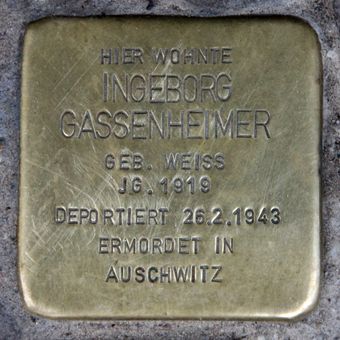 HIER WOHNTE
INGEBORG
GASSENHEIMER
GEB. WEISS
JG. 1919
DEPORTIERT 26.2.1943
ERMORDET IN
AUSCHWITZ